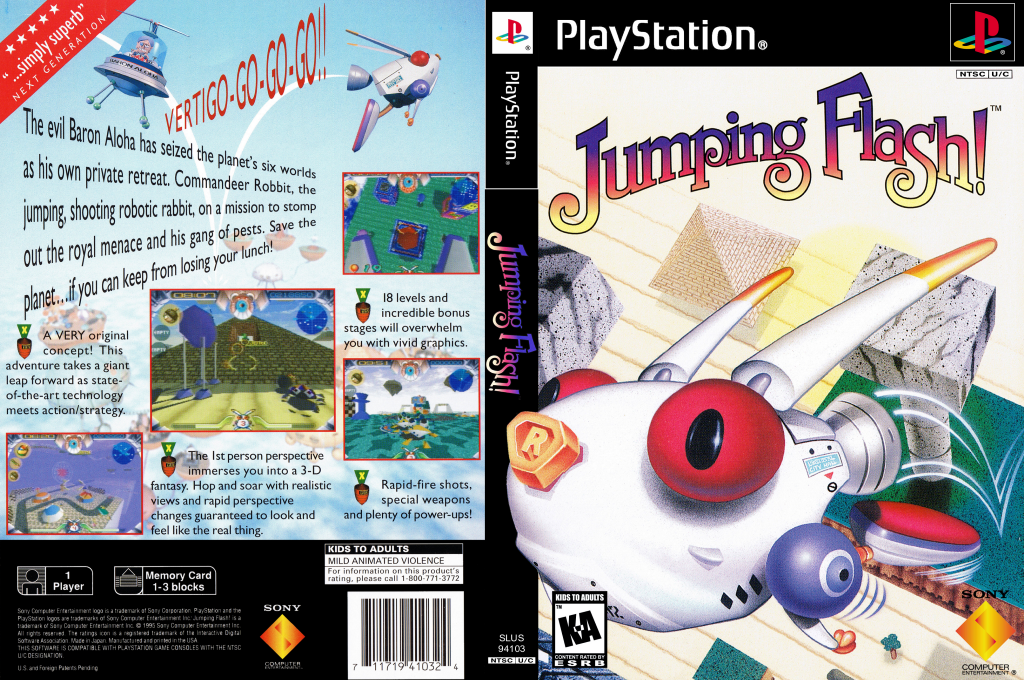 ★★★★★
"...simply superb"
NEXT GENERATION
BARON ALOHA
VERTIGO-GO-GO-GO!!
The evil Baron Aloha has seized the planet's six worlds
as his own private retreat. Commandeer Robbit, the
jumping, shooting robotic rabbit, on a mission to stomp
out the royal menace and his gang of pests. Save the
planet...if you can keep from losing your lunch!
A VERY original
concept! This
adventure takes a giant
leap forward as state-
of-the-art technology
meets action/strategy.
18 levels and
incredible bonus
stages will overwhelm
you with vivid graphics.
The 1st person perspective
immerses you into a 3-D
fantasy. Hop and soar with realistic
views and rapid perspective
changes guaranteed to look and
feel like the real thing.
Rapid-fire shots,
special weapons
and plenty of power-ups!
1
Player
Memory Card
1-3 blocks
KIDS TO ADULTS
MILD ANIMATED VIOLENCE
For information on this product's
rating, please call 1-800-771-3772
Sony Computer Entertainment logo is a trademark of Sony Corporation. PlayStation and the
PlayStation logos are trademarks of Sony Computer Entertainment Inc. Jumping Flash! is a
trademark of Sony Computer Entertainment Inc. © 1995 Sony Computer Entertainment Inc.
All rights reserved. The ratings icon is a registered trademark of the Interactive Digital
Software Association. Made in Japan. Manufactured and printed in the USA
THIS SOFTWARE IS COMPATIBLE WITH PLAYSTATION GAME CONSOLES WITH THE NTSC
U/C DESIGNATION.
U.S. and Foreign Patents Pending
SONY
COMPUTER
ENTERTAINMENT
7 11719 41032 4
PlayStation®
Jumping Flash!
SLUS
94103
NTSC U/C
PlayStation®
NTSC U/C
Jumping Flash!™
R
KIDS TO ADULTS
K-A
CONTENT RATED BY
ESRB
SONY
COMPUTER
ENTERTAINMENT ®